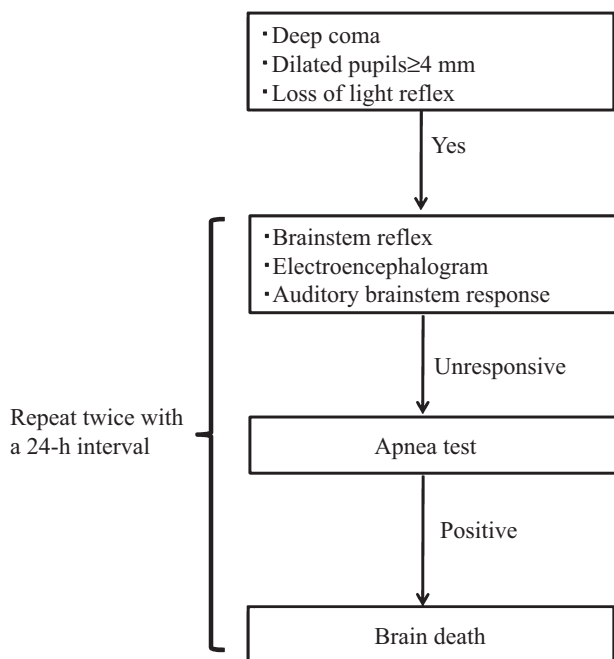 ・Deep coma
・Dilated pupils≥4 mm
・Loss of light reflex
Yes
・Brainstem reflex
・Electroencephalogram
・Auditory brainstem response
Unresponsive
Repeat twice with
a 24-h interval
Apnea test
Positive
Brain death